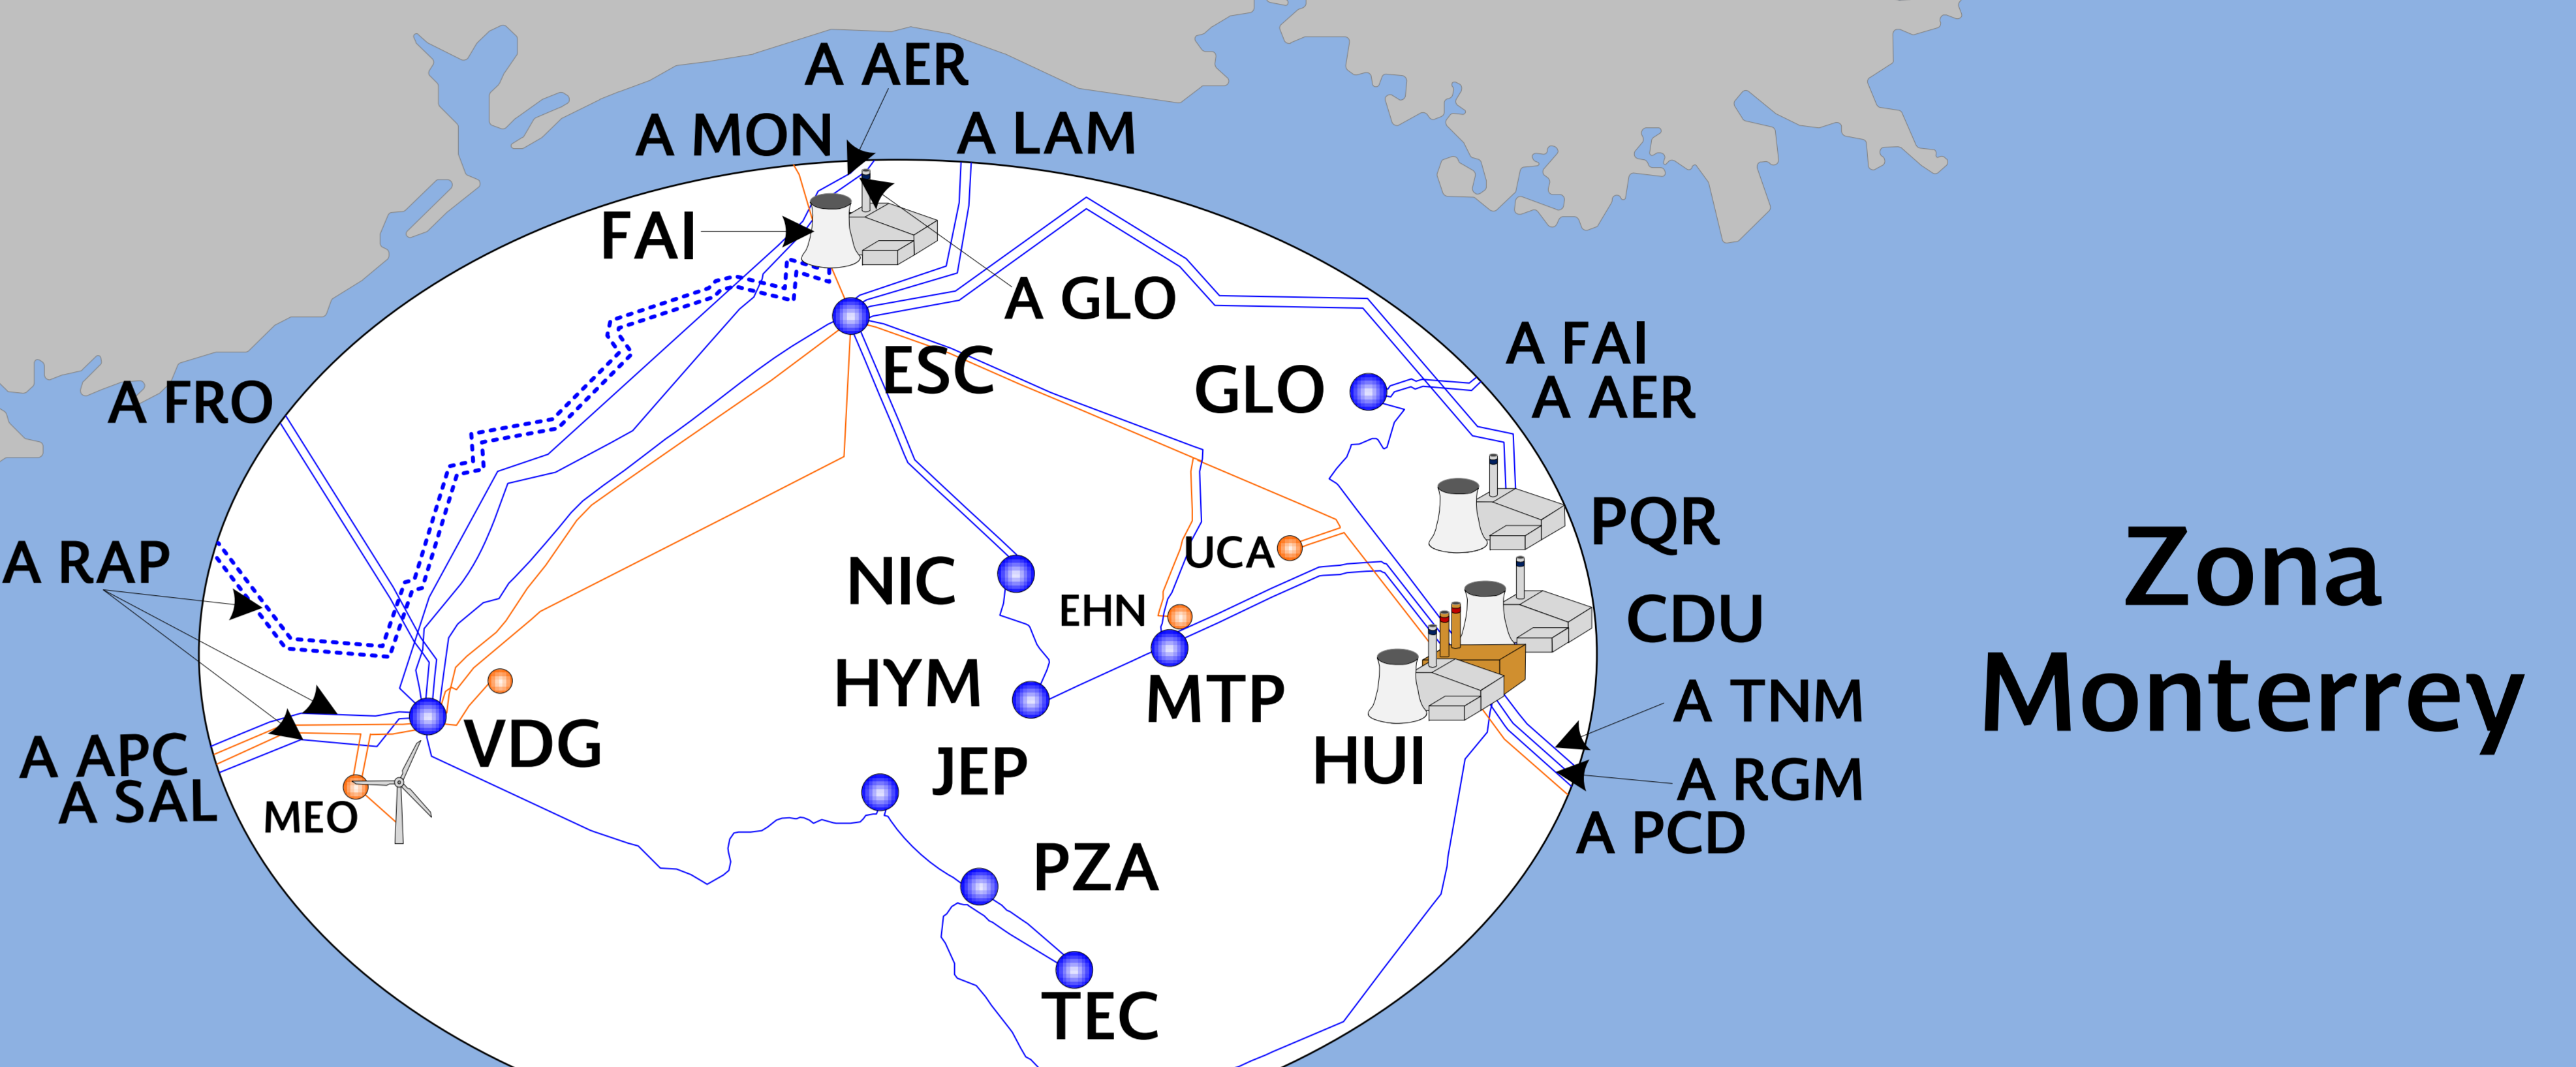 A AER
A MON
A LAM
FAI
A GLO
ESC
GLO
A FAI
A AER
A FRO
PQR
A RAP
NIC
UCA
EHN
CDU
HYM
MTP
A TNM
VDG
HUI
A APC
A SAL
MEO
JEP
A RGM
A PCD
PZA
TEC
Zona
Monterrey